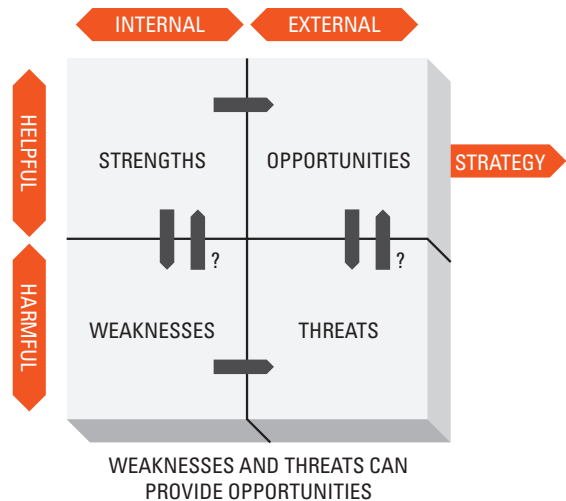 INTERNAL
EXTERNAL
HELPFUL
STRENGTHS
OPPORTUNITIES
STRATEGY
?
?
HARMFUL
WEAKNESSES
THREATS
WEAKNESSES AND THREATS CAN
PROVIDE OPPORTUNITIES